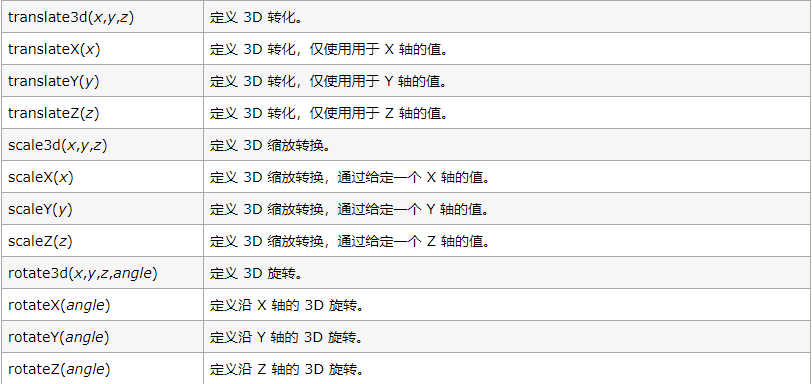 translate3d(x,y,z) 定义 3D 转化。
translateX(x) 定义 3D 转化，仅使用用于 X 轴的值。
translateY(y) 定义 3D 转化，仅使用用于 Y 轴的值。
translateZ(z) 定义 3D 转化，仅使用用于 Z 轴的值。
scale3d(x,y,z) 定义 3D 缩放转换。
scaleX(x) 定义 3D 缩放转换，通过给定一个 X 轴的值。
scaleY(y) 定义 3D 缩放转换，通过给定一个 Y 轴的值。
scaleZ(z) 定义 3D 缩放转换，通过给定一个 Z 轴的值。
rotate3d(x,y,z,angle) 定义 3D 旋转。
rotateX(angle) 定义沿 X 轴的 3D 旋转。
rotateY(angle) 定义沿 Y 轴的 3D 旋转。
rotateZ(angle) 定义沿 Z 轴的 3D 旋转。